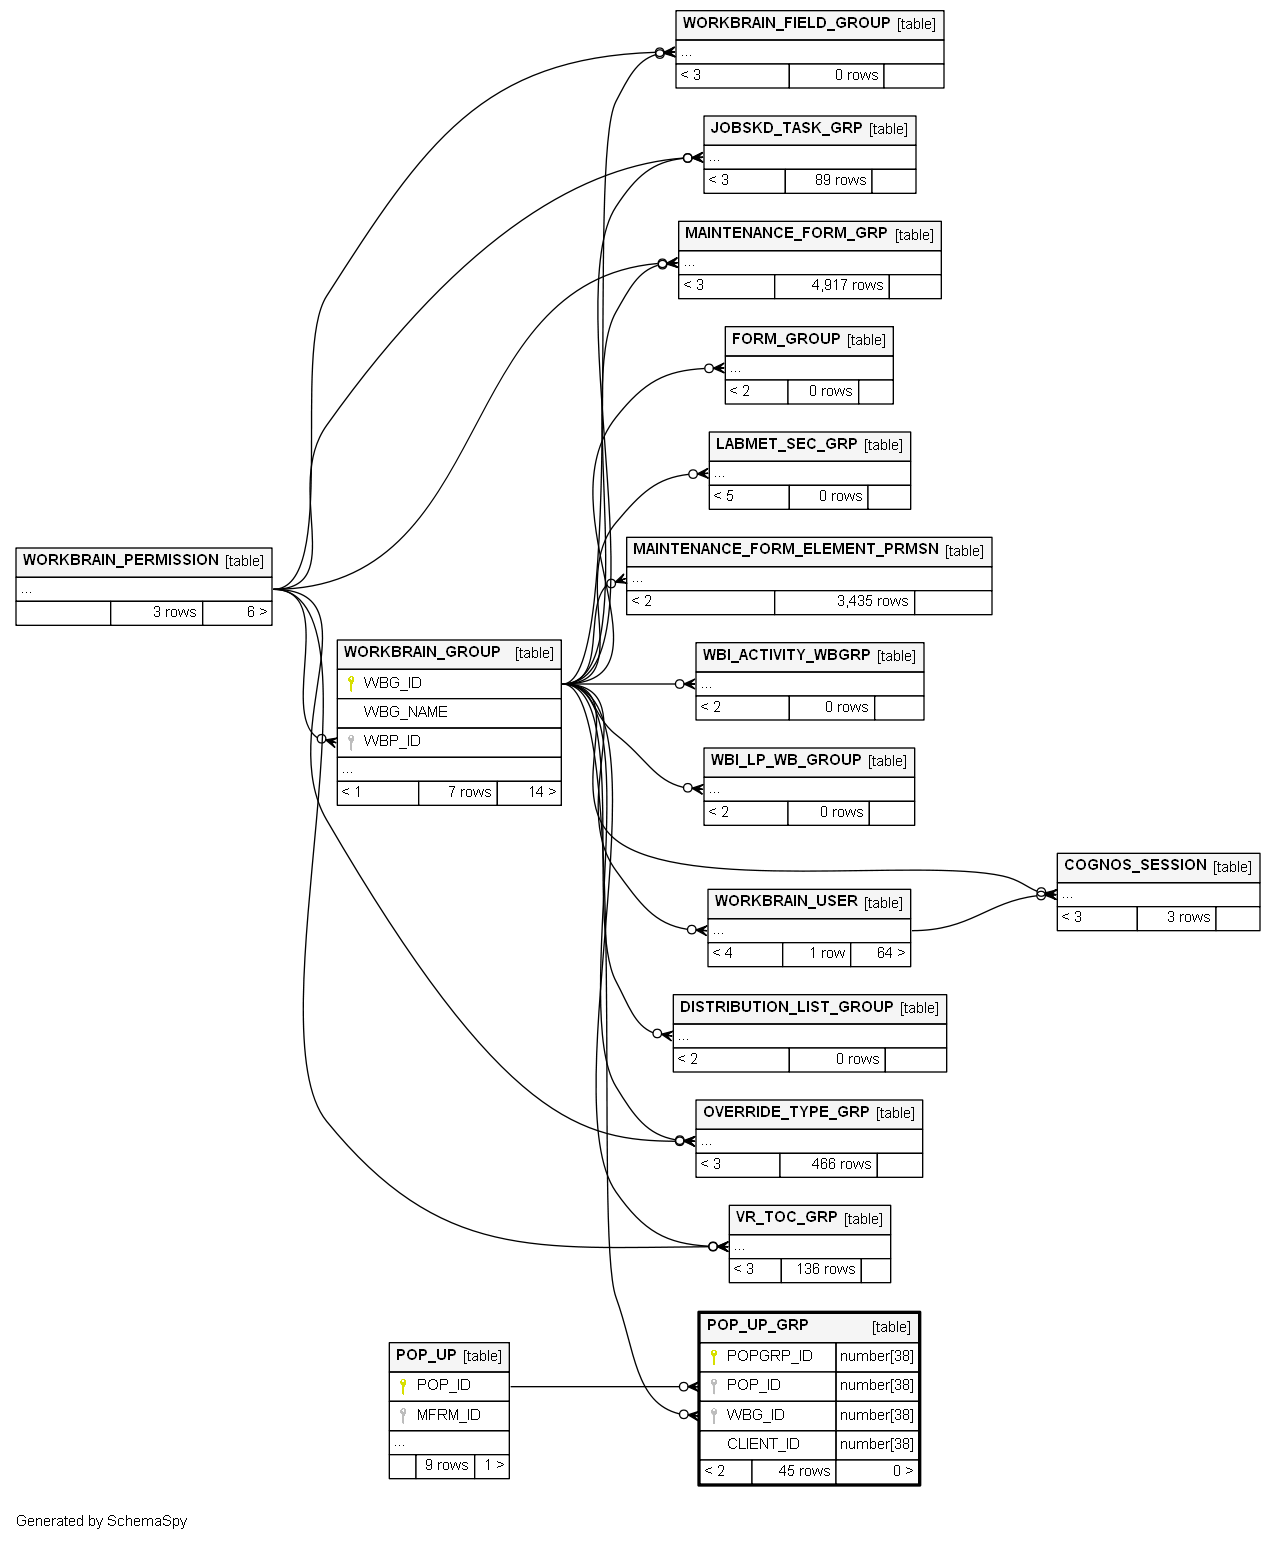 WORKBRAIN_FIELD_GROUP [table]
...
< 3 0 rows
JOBSKD_TASK_GRP [table]
...
< 3 89 rows
MAINTENANCE_FORM_GRP [table]
...
< 3 4,917 rows
FORM_GROUP [table]
...
< 2 0 rows
LABMET_SEC_GRP [table]
...
< 5 0 rows
MAINTENANCE_FORM_ELEMENT_PRMSN [table]
...
< 2 3,435 rows
WORKBRAIN_PERMISSION [table]
...
3 rows 6 >
WORKBRAIN_GROUP [table]
WBG_ID
WBG_NAME
WBP_ID
...
< 1 7 rows 14 >
WBI_ACTIVITY_WBGRP [table]
...
< 2 0 rows
WBI_LP_WB_GROUP [table]
...
< 2 0 rows
COGNOS_SESSION [table]
...
< 3 3 rows
WORKBRAIN_USER [table]
...
< 4 1 row 64 >
DISTRIBUTION_LIST_GROUP [table]
...
< 2 0 rows
OVERRIDE_TYPE_GRP [table]
...
< 3 466 rows
VR_TOC_GRP [table]
...
< 3 136 rows
POP_UP [table]
POP_ID
MFRM_ID
...
9 rows 1 >
POP_UP_GRP [table]
POPGRP_ID number[38]
POP_ID number[38]
WBG_ID number[38]
CLIENT_ID number[38]
< 2 45 rows 0 >
Generated by SchemaSpy